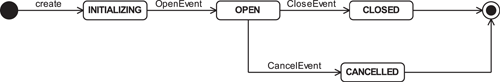 create
INITIALIZING
OpenEvent
OPEN
CloseEvent
CLOSED
CancelEvent
CANCELLED